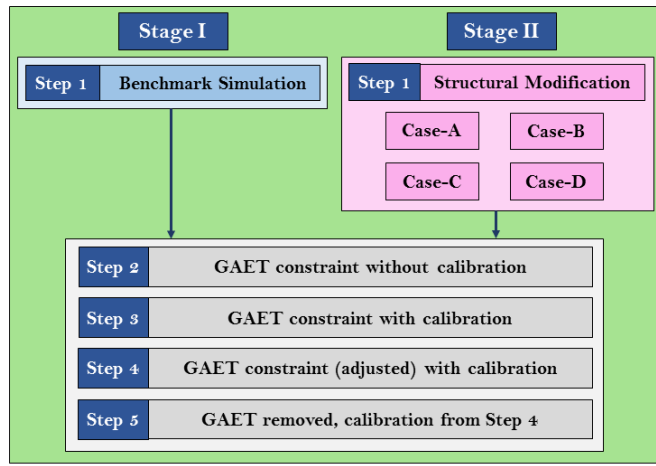 Stage I
Stage II
Step 1 Benchmark Simulation
Step 1 Structural Modification
Case-A Case-B
Case-C Case-D
Step 2 GAET constraint without calibration
Step 3 GAET constraint with calibration
Step 4 GAET constraint (adjusted) with calibration
Step 5 GAET removed, calibration from Step 4